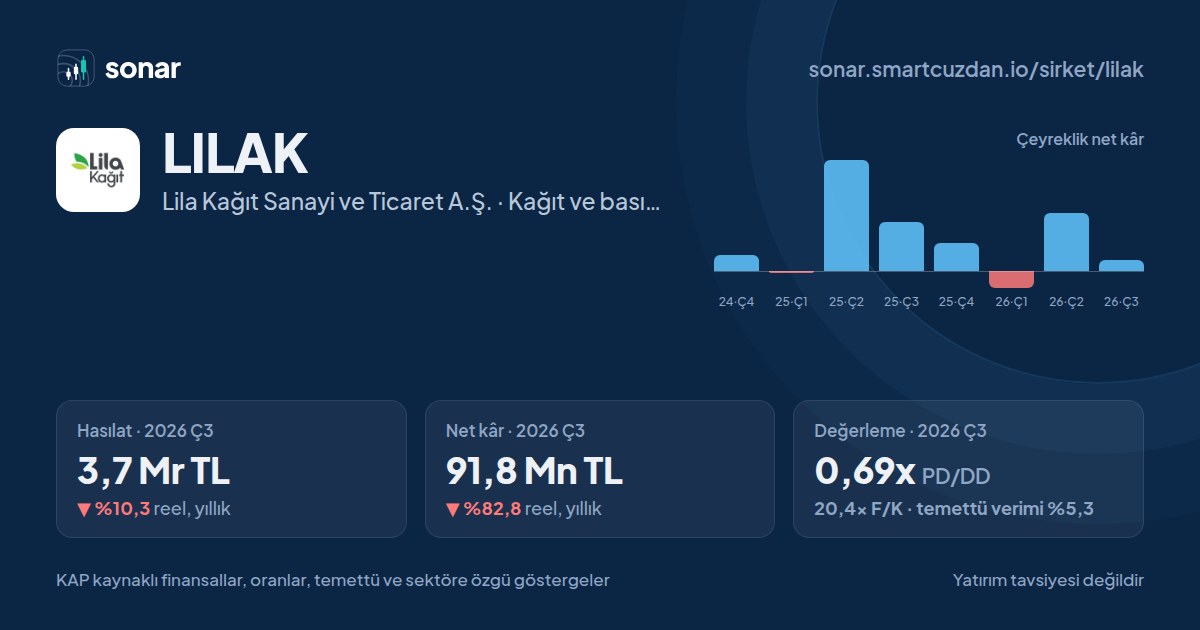 sonar
sonar.smartcuzdan.io/sirket/lilak
Lila
Kağıt
LILAK
Lila Kağıt Sanayi ve Ticaret A.Ş. · Kağıt ve bası...
Çeyreklik net kâr
24·Ç4 25·Ç1 25·Ç2 25·Ç3 25·Ç4 26·Ç1 26·Ç2 26·Ç3
Hasılat · 2026 Ç3
3,7 Mr TL
▼ %10,3 reel, yıllık
Net kâr · 2026 Ç3
91,8 Mn TL
▼ %82,8 reel, yıllık
Değerleme · 2026 Ç3
0,69x PD/DD
20,4× F/K · temettü verimi %5,3
KAP kaynaklı finansallar, oranlar, temettü ve sektöre özgü göstergeler
Yatırım tavsiyesi değildir